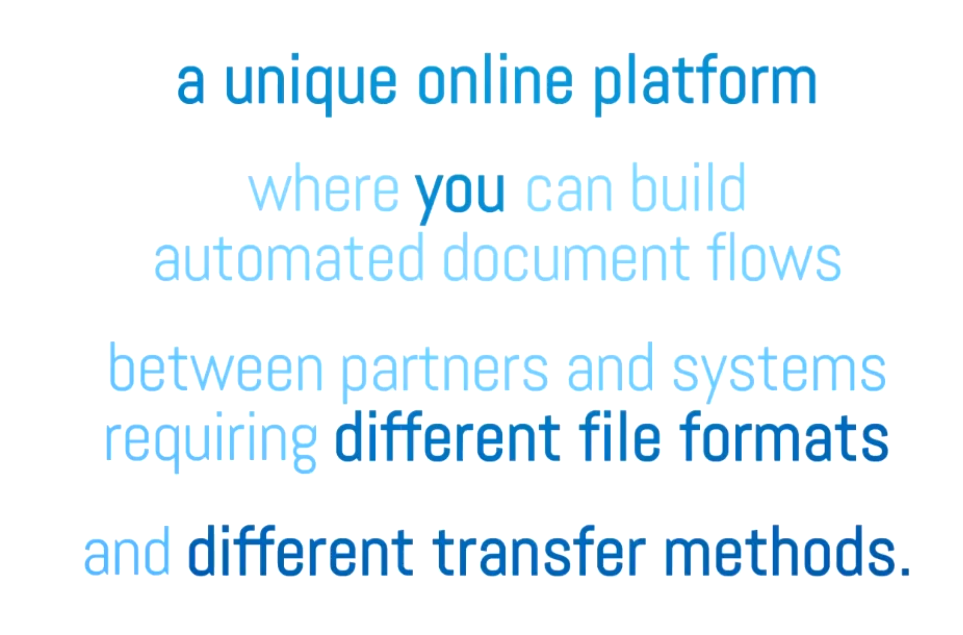 a unique online platform
where you can build
automated document flows
between partners and systems
requiring different file formats
and different transfer methods.